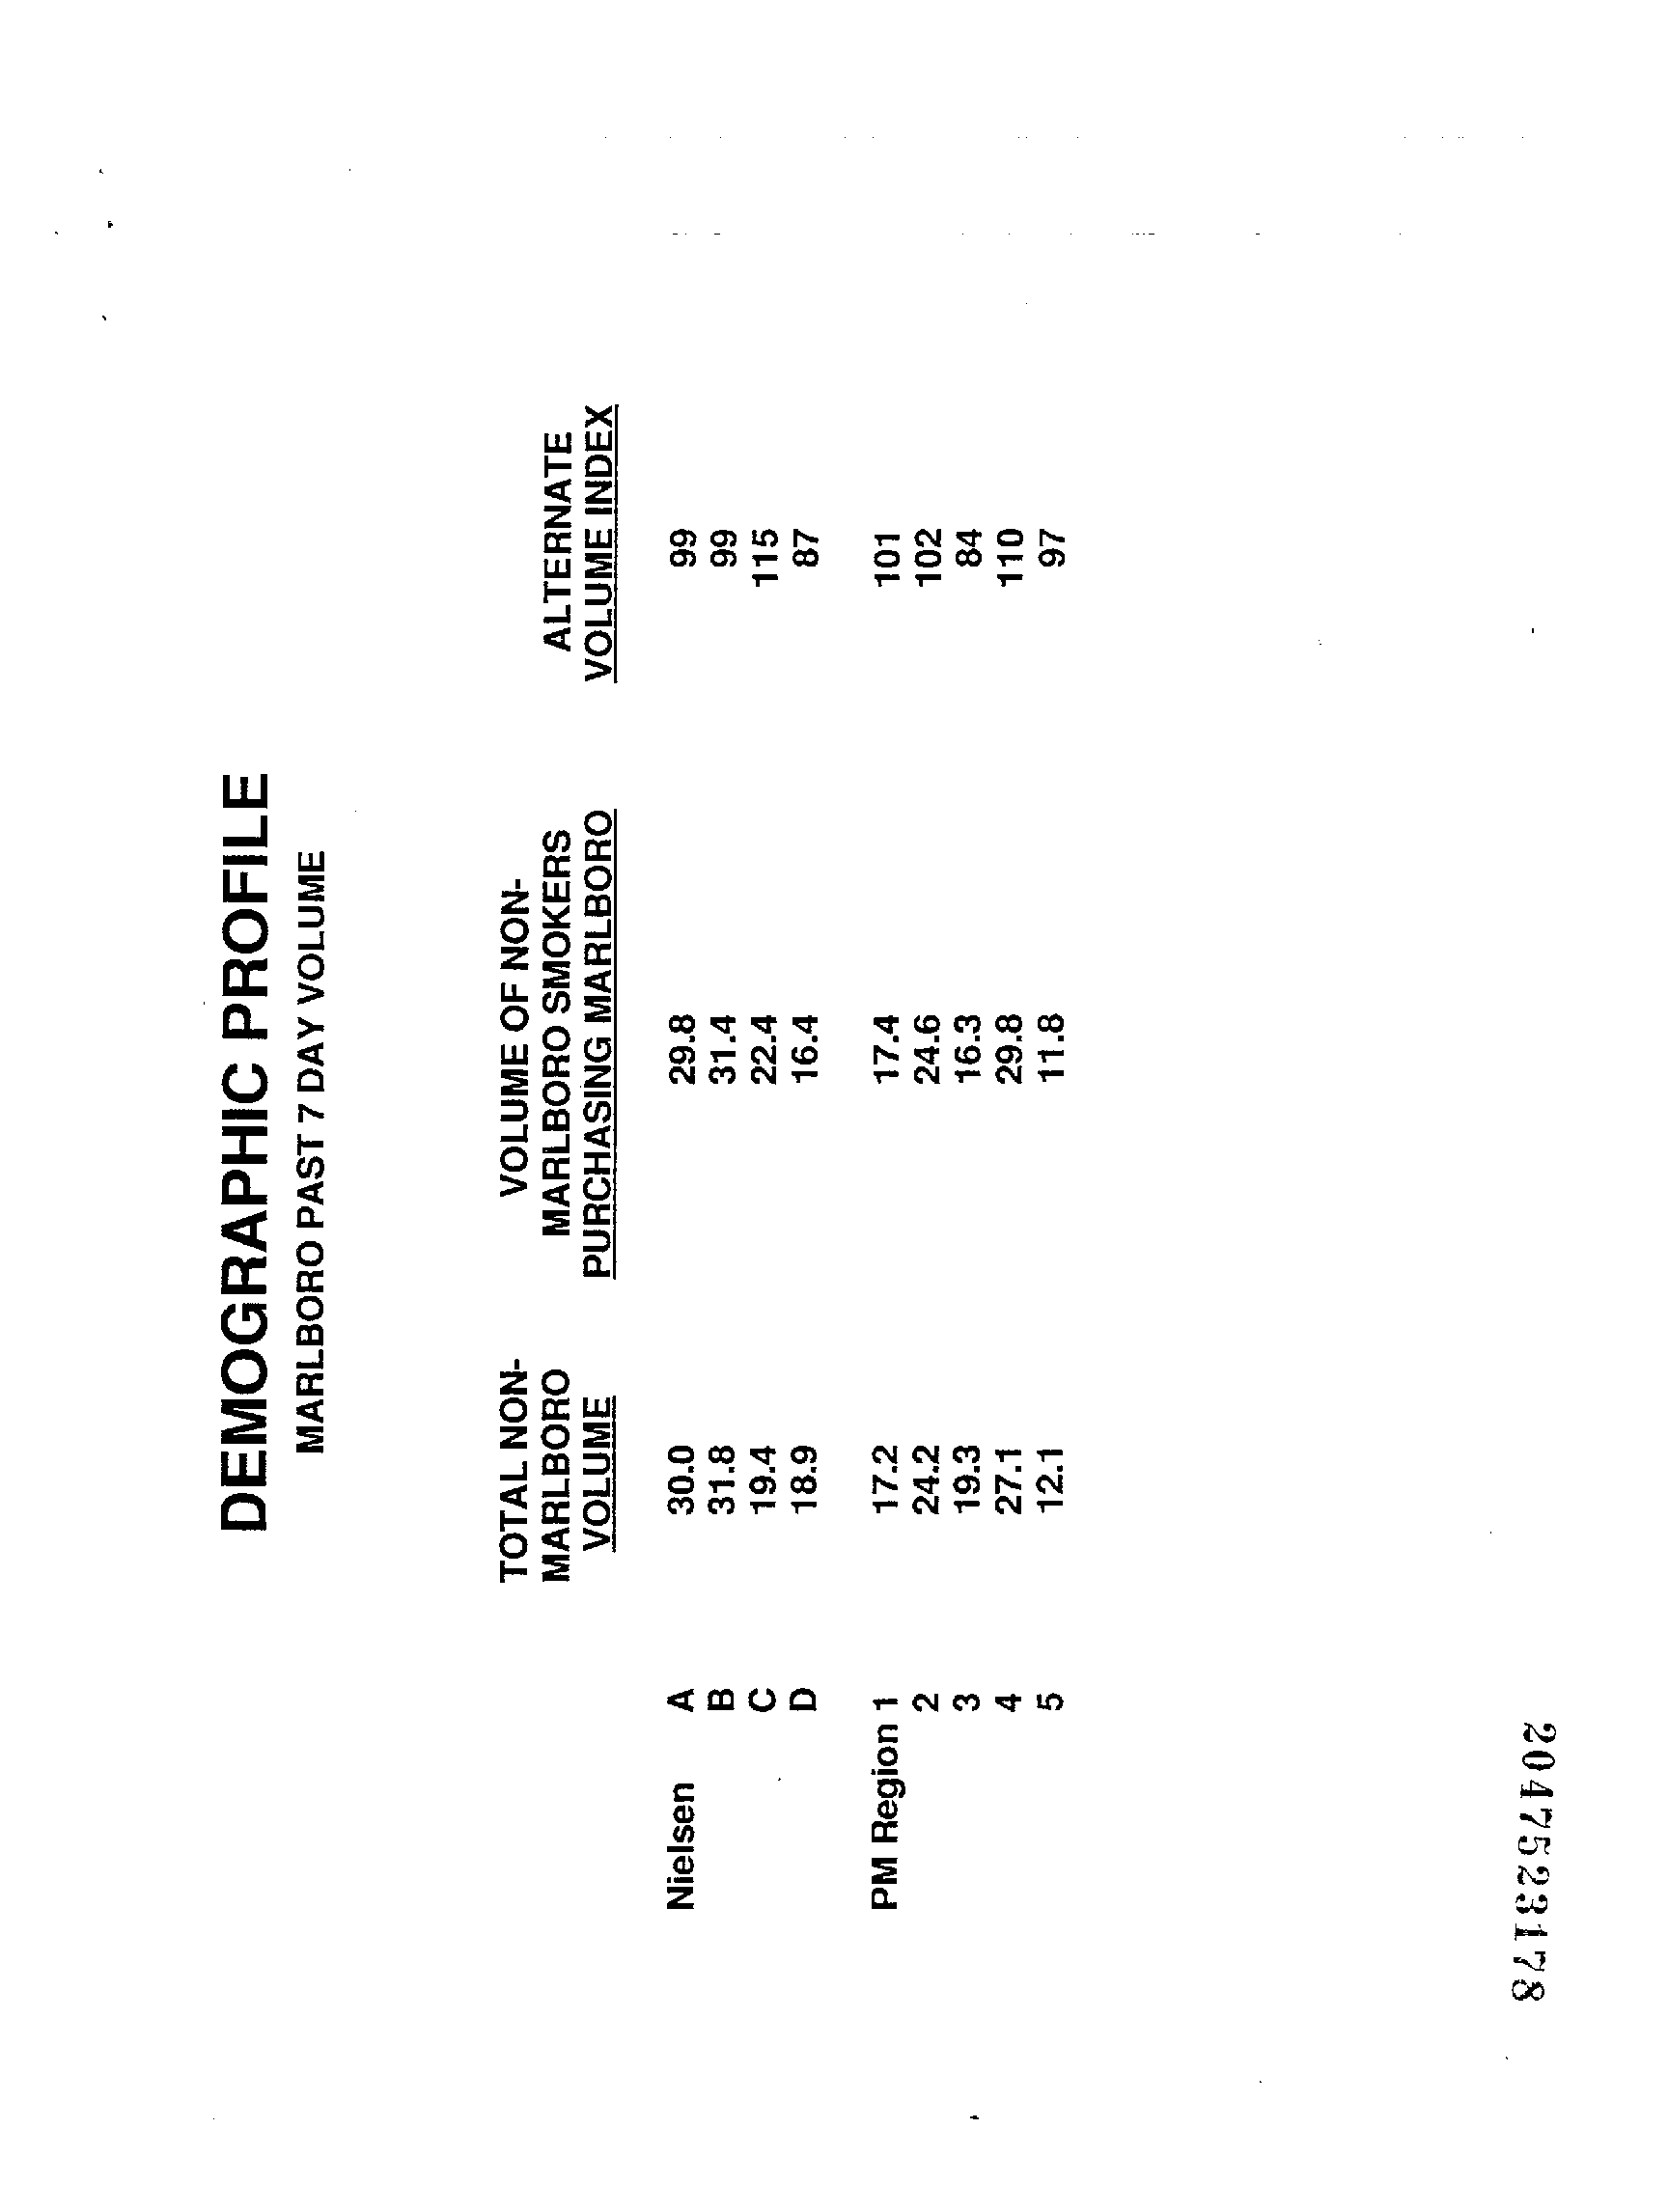 DEMOGRAPHIC PROFILE
MARLBORO PAST 7 DAY VOLUME
TOTAL NON-
MARLBORO
VOLUME
VOLUME OF NON-
MARLBORO SMOKERS
PURCHASING MARLBORO
ALTERNATE
VOLUME INDEX
Nielsen A 30.0 29.8 99
B 31.8 31.4 99
C 19.4 22.4 115
D 18.9 16.4 87
PM Region 1 17.2 17.4 101
2 24.2 24.6 102
3 19.3 16.3 84
4 27.1 29.8 110
5 12.1 11.8 97
2047523178